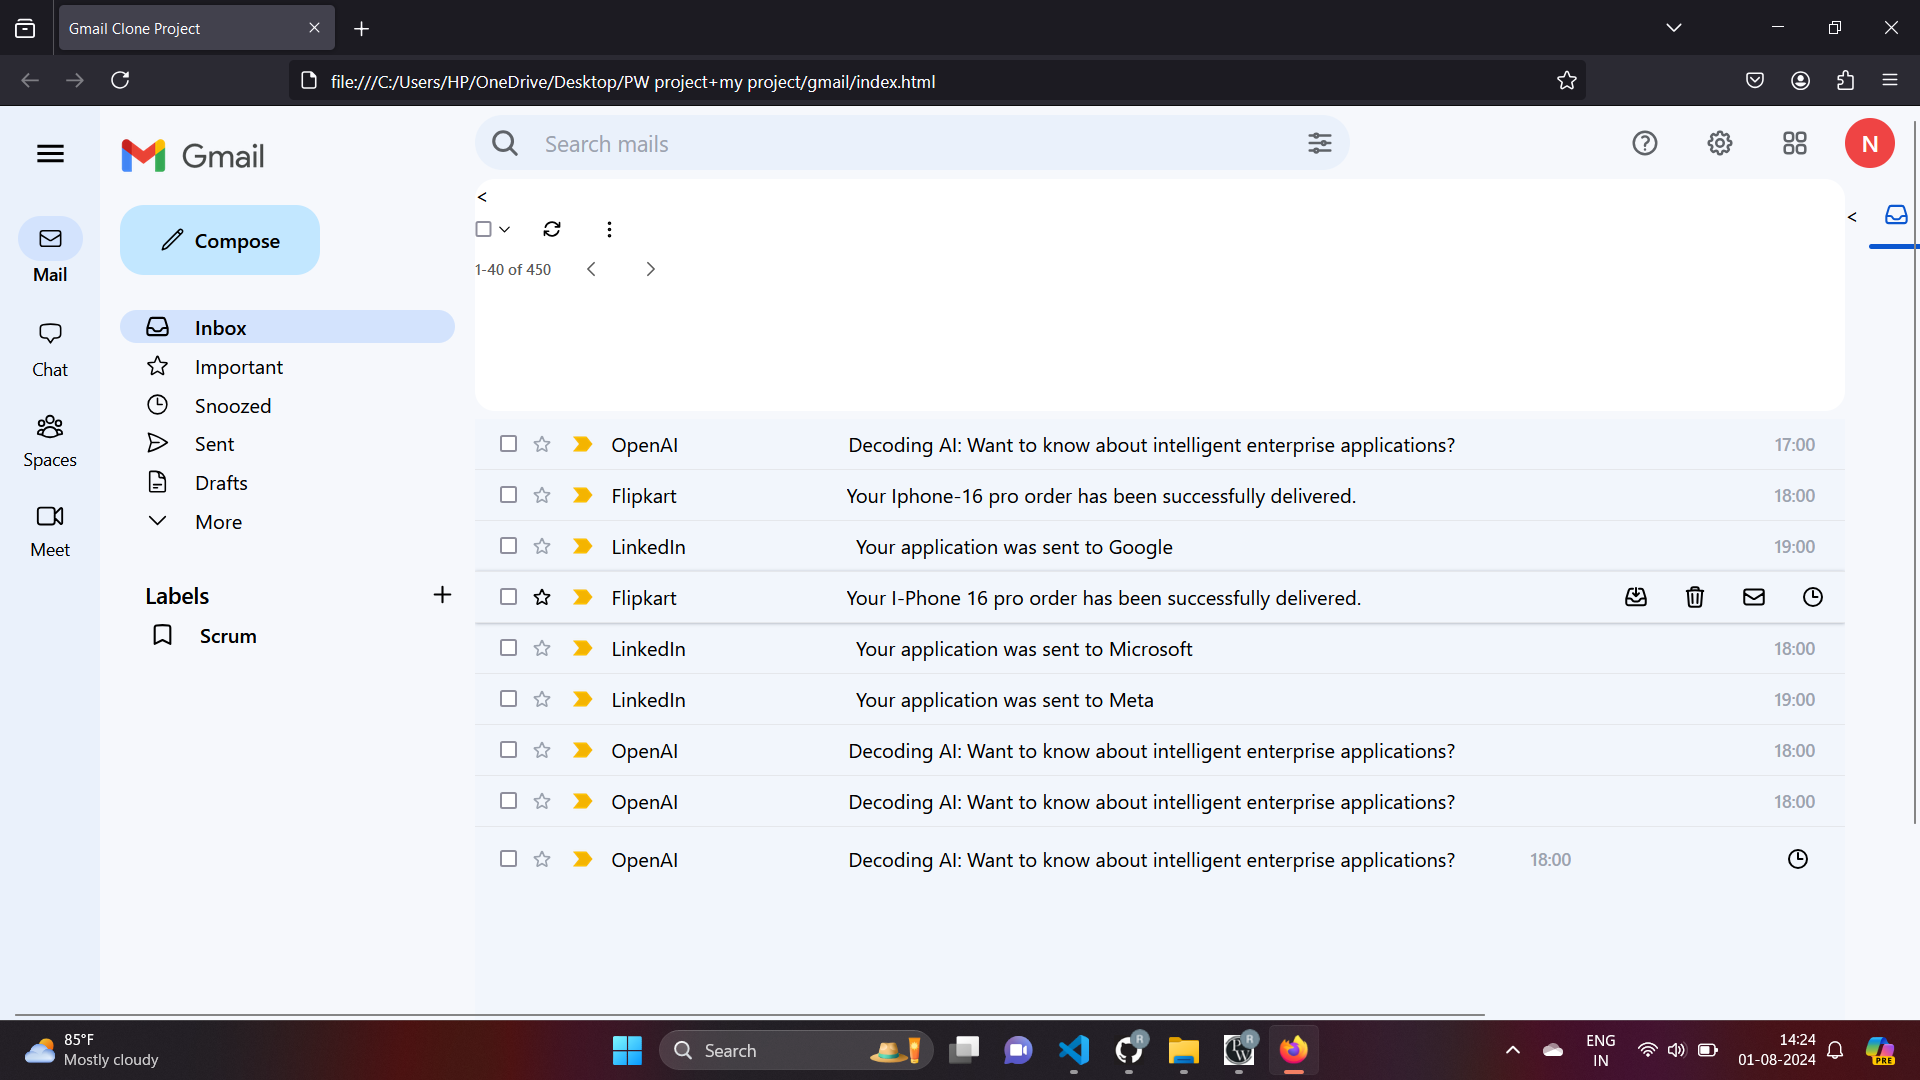 Gmail Clone Project
file:///C:/Users/HP/OneDrive/Desktop/PW project+my project/gmail/index.html
Gmail
Search mails
N
Compose
Mail
Chat
Spaces
Meet
Inbox
Important
Snoozed
Sent
Drafts
More
Labels
Scrum
<
1-40 of 450
<
OpenAI Decoding AI: Want to know about intelligent enterprise applications? 17:00
Flipkart Your Iphone-16 pro order has been successfully delivered. 18:00
LinkedIn Your application was sent to Google 19:00
Flipkart Your I-Phone 16 pro order has been successfully delivered.
LinkedIn Your application was sent to Microsoft 18:00
LinkedIn Your application was sent to Meta 19:00
OpenAI Decoding AI: Want to know about intelligent enterprise applications? 18:00
OpenAI Decoding AI: Want to know about intelligent enterprise applications? 18:00
OpenAI Decoding AI: Want to know about intelligent enterprise applications? 18:00
85°F
Mostly cloudy
Search
R
PW
R
ENG
IN
14:24
01-08-2024
PRE